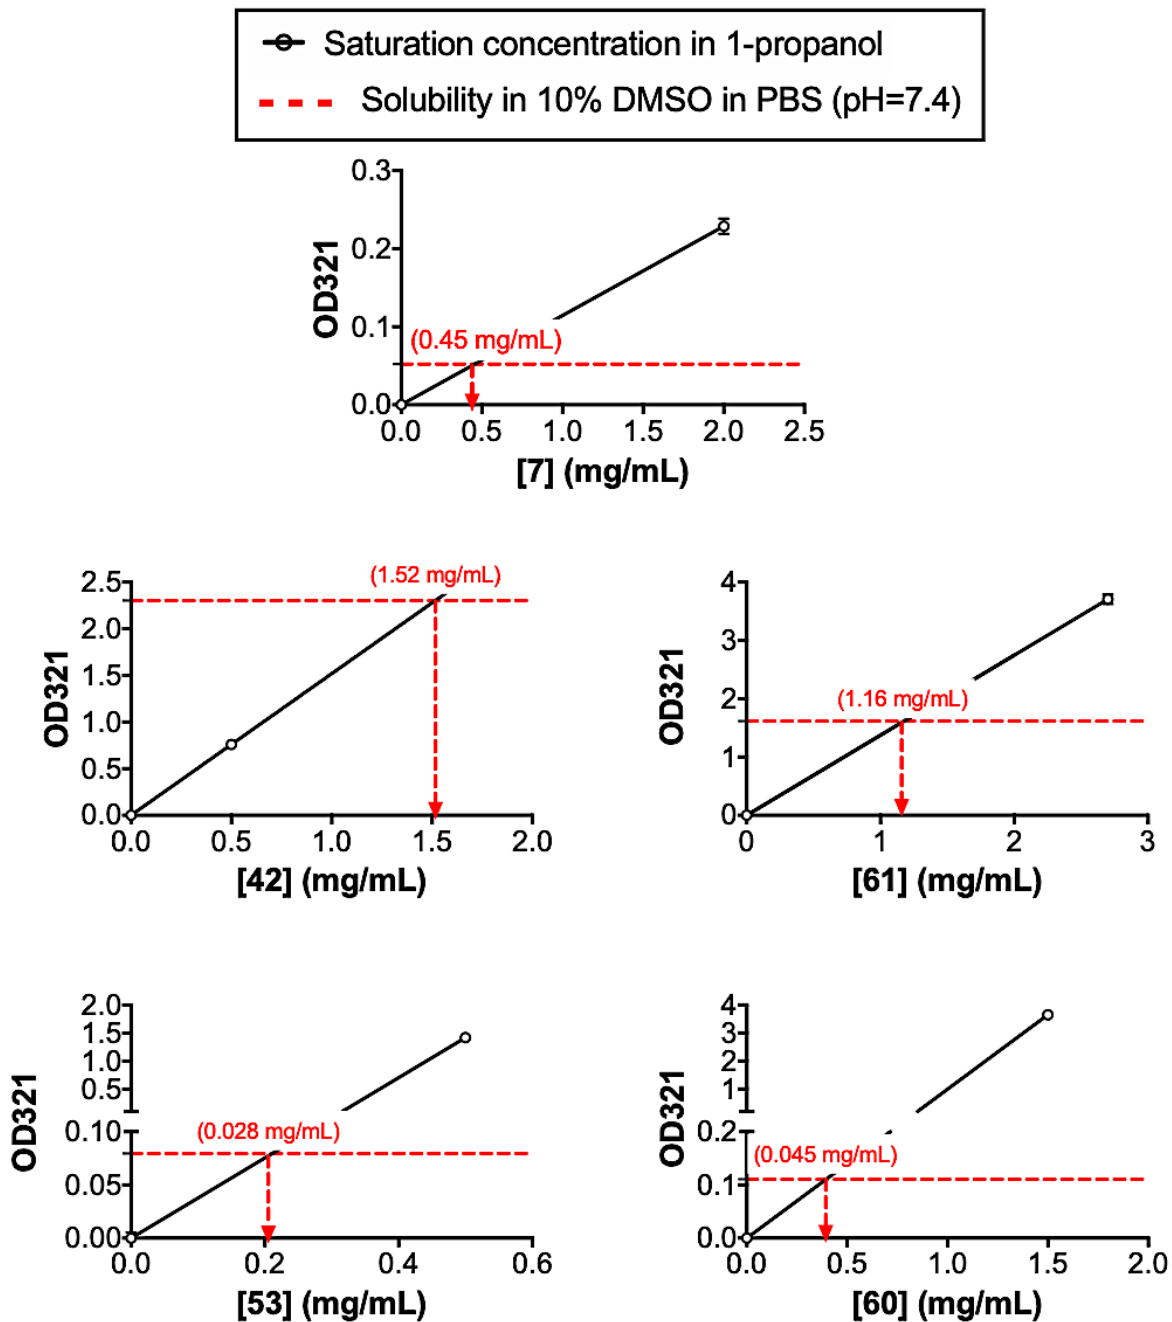 Saturation concentration in 1-propanol
Solubility in 10% DMSO in PBS (pH=7.4)
0.3
0.2
0.1
0.0
OD321
(0.45 mg/mL)
0.0 0.5 1.0 1.5 2.0 2.5
[7] (mg/mL)
2.5
2.0
1.5
1.0
0.5
0.0
OD321
(1.52 mg/mL)
0.0 0.5 1.0 1.5 2.0
[42] (mg/mL)
4
3
2
1
0
OD321
(1.16 mg/mL)
0 1 2 3
[61] (mg/mL)
2.0
1.5
1.0
0.5
0.10
0.05
0.00
OD321
(0.028 mg/mL)
0.0 0.2 0.4 0.6
[53] (mg/mL)
4
3
2
1
0.2
0.1
0.0
OD321
(0.045 mg/mL)
0.0 0.5 1.0 1.5 2.0
[60] (mg/mL)